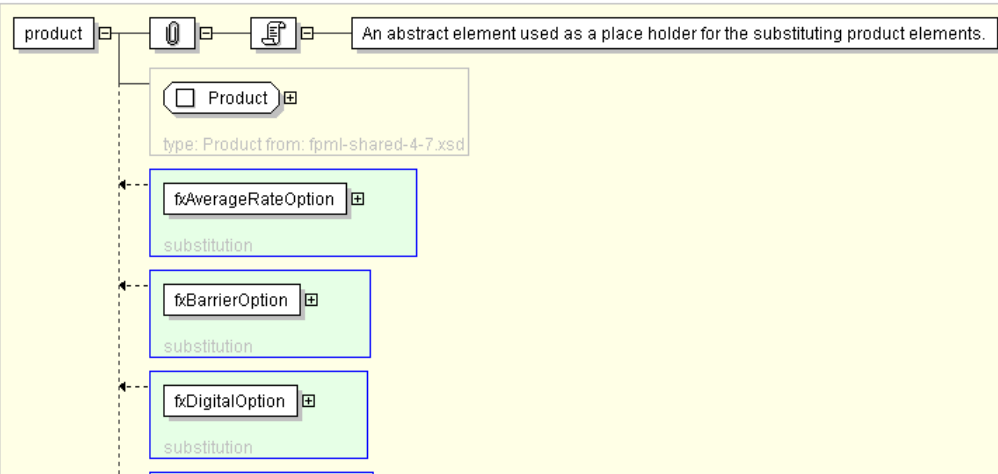 product
An abstract element used as a place holder for the substituting product elements.
Product
type: Product from: fpml-shared-4-7.xsd
fxAverageRateOption
substitution
fxBarrierOption
substitution
fxDigitalOption
substitution